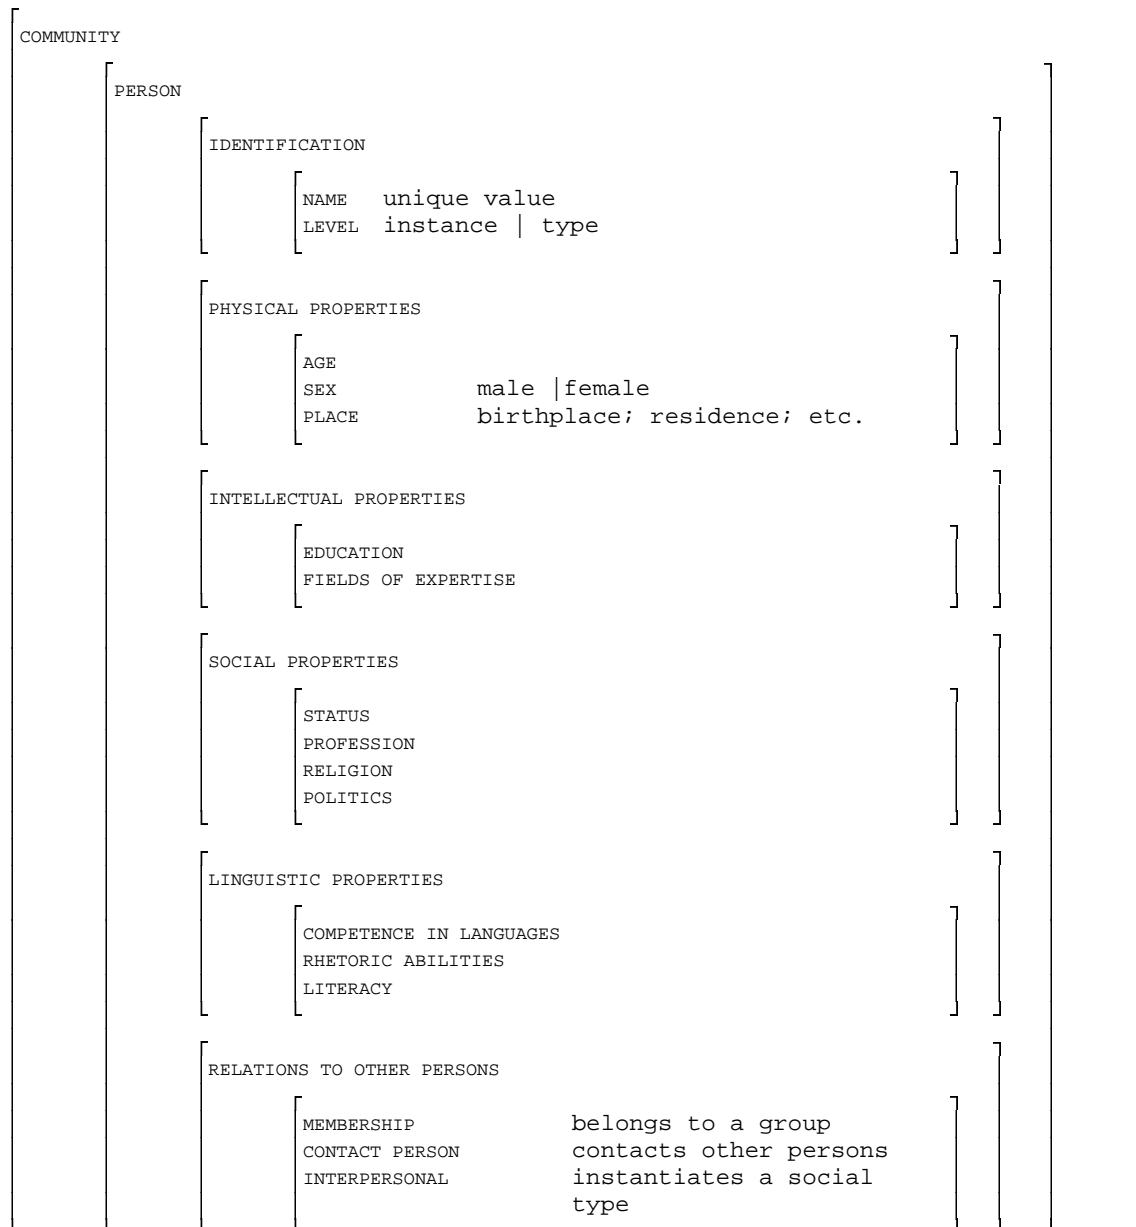 COMMUNITY
PERSON
IDENTIFICATION
NAME unique value
LEVEL instance | type
PHYSICAL PROPERTIES
AGE
SEX male |female
PLACE birthplace; residence; etc.
INTELLECTUAL PROPERTIES
EDUCATION
FIELDS OF EXPERTISE
SOCIAL PROPERTIES
STATUS
PROFESSION
RELIGION
POLITICS
LINGUISTIC PROPERTIES
COMPETENCE IN LANGUAGES
RHETORIC ABILITIES
LITERACY
RELATIONS TO OTHER PERSONS
MEMBERSHIP belongs to a group
CONTACT PERSON contacts other persons
INTERPERSONAL instantiates a social
type